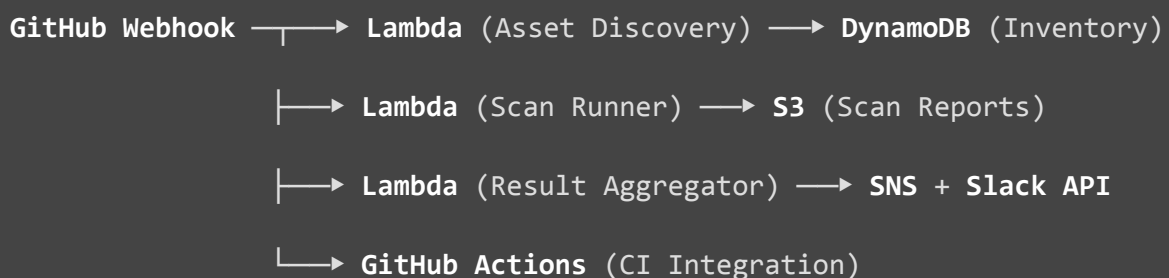 GitHub Webhook ─┬──▶ Lambda (Asset Discovery) ──▶ DynamoDB (Inventory)
├──▶ Lambda (Scan Runner) ──▶ S3 (Scan Reports)
├──▶ Lambda (Result Aggregator) ──▶ SNS + Slack API
└──▶ GitHub Actions (CI Integration)